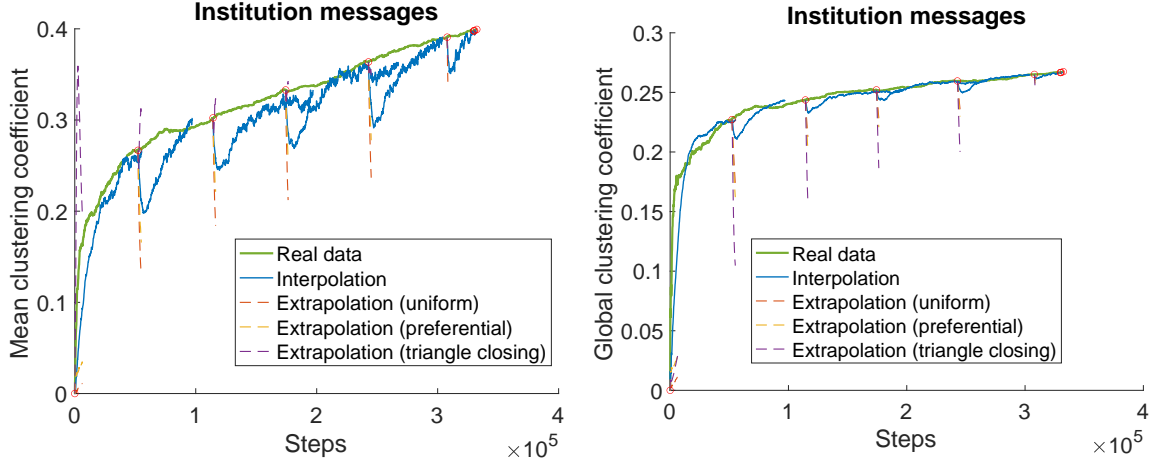 Institution messages
Mean clustering coefficient
0.4
0.3
0.2
0.1
0
Real data
Interpolation
Extrapolation (uniform)
Extrapolation (preferential)
Extrapolation (triangle closing)
0 1 2 3 4
Steps
×10^5
Institution messages
Global clustering coefficient
0.3
0.25
0.2
0.15
0.1
0.05
0
Real data
Interpolation
Extrapolation (uniform)
Extrapolation (preferential)
Extrapolation (triangle closing)
0 1 2 3 4
Steps
×10^5